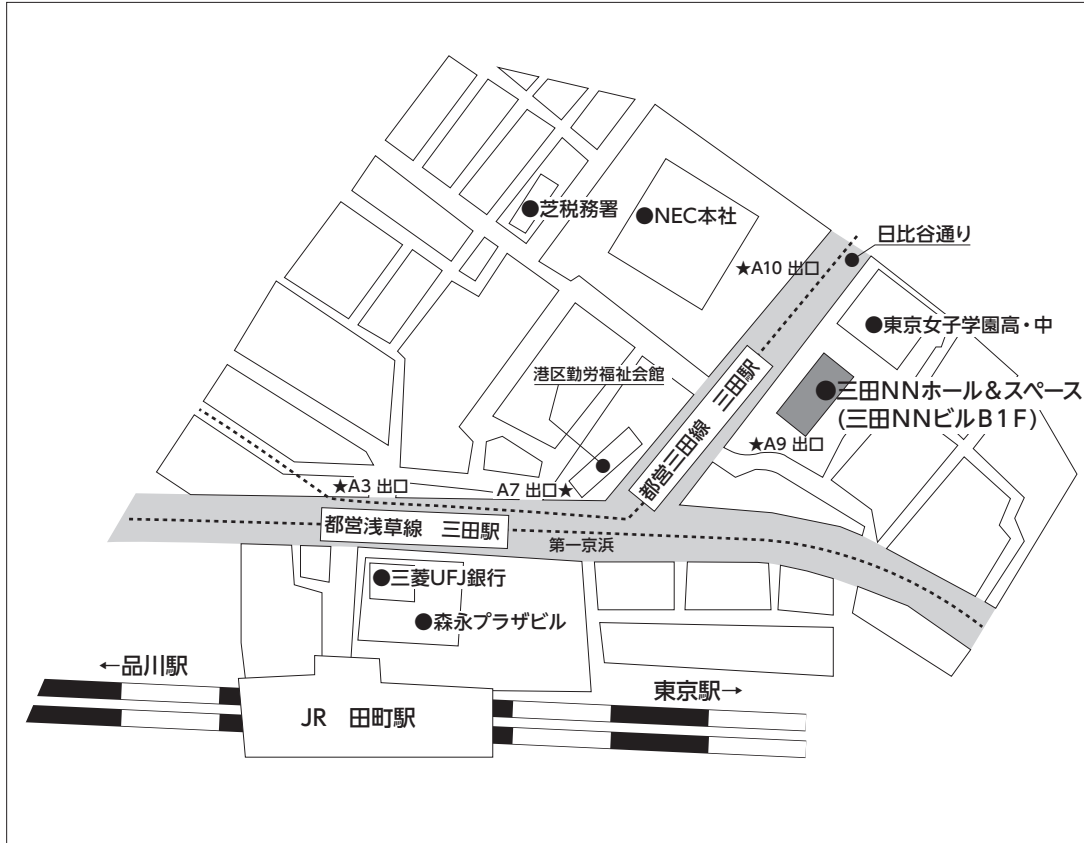 ●芝税務署
●NEC本社
日比谷通り
★A10 出口
●東京女子学園高・中
港区勤労福祉会館
都営三田線 三田駅
●三田NNホール&スペース
(三田NNビルB1F)
★A9 出口
★A3 出口
A7 出口★
都営浅草線 三田駅
第一京浜
●三菱UFJ銀行
●森永プラザビル
←品川駅
東京駅→
JR 田町駅